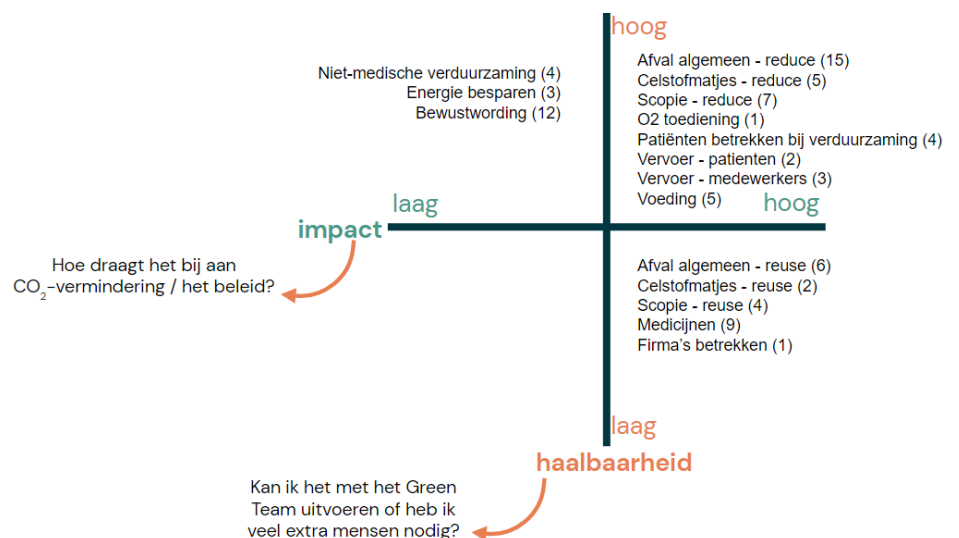 hoog
Niet-medische verduurzaming (4)
Energie besparen (3)
Bewustwording (12)
Afval algemeen - reduce (15)
Celstofmatjes - reduce (5)
Scopie - reduce (7)
O2 toediening (1)
Patiënten betrekken bij verduurzaming (4)
Vervoer - patienten (2)
Vervoer - medewerkers (3)
Voeding (5)
laag
hoog
impact
Hoe draagt het bij aan
CO₂-vermindering / het beleid?
Afval algemeen - reuse (6)
Celstofmatjes - reuse (2)
Scopie - reuse (4)
Medicijnen (9)
Firma's betrekken (1)
laag
haalbaarheid
Kan ik het met het Green
Team uitvoeren of heb ik
veel extra mensen nodig?